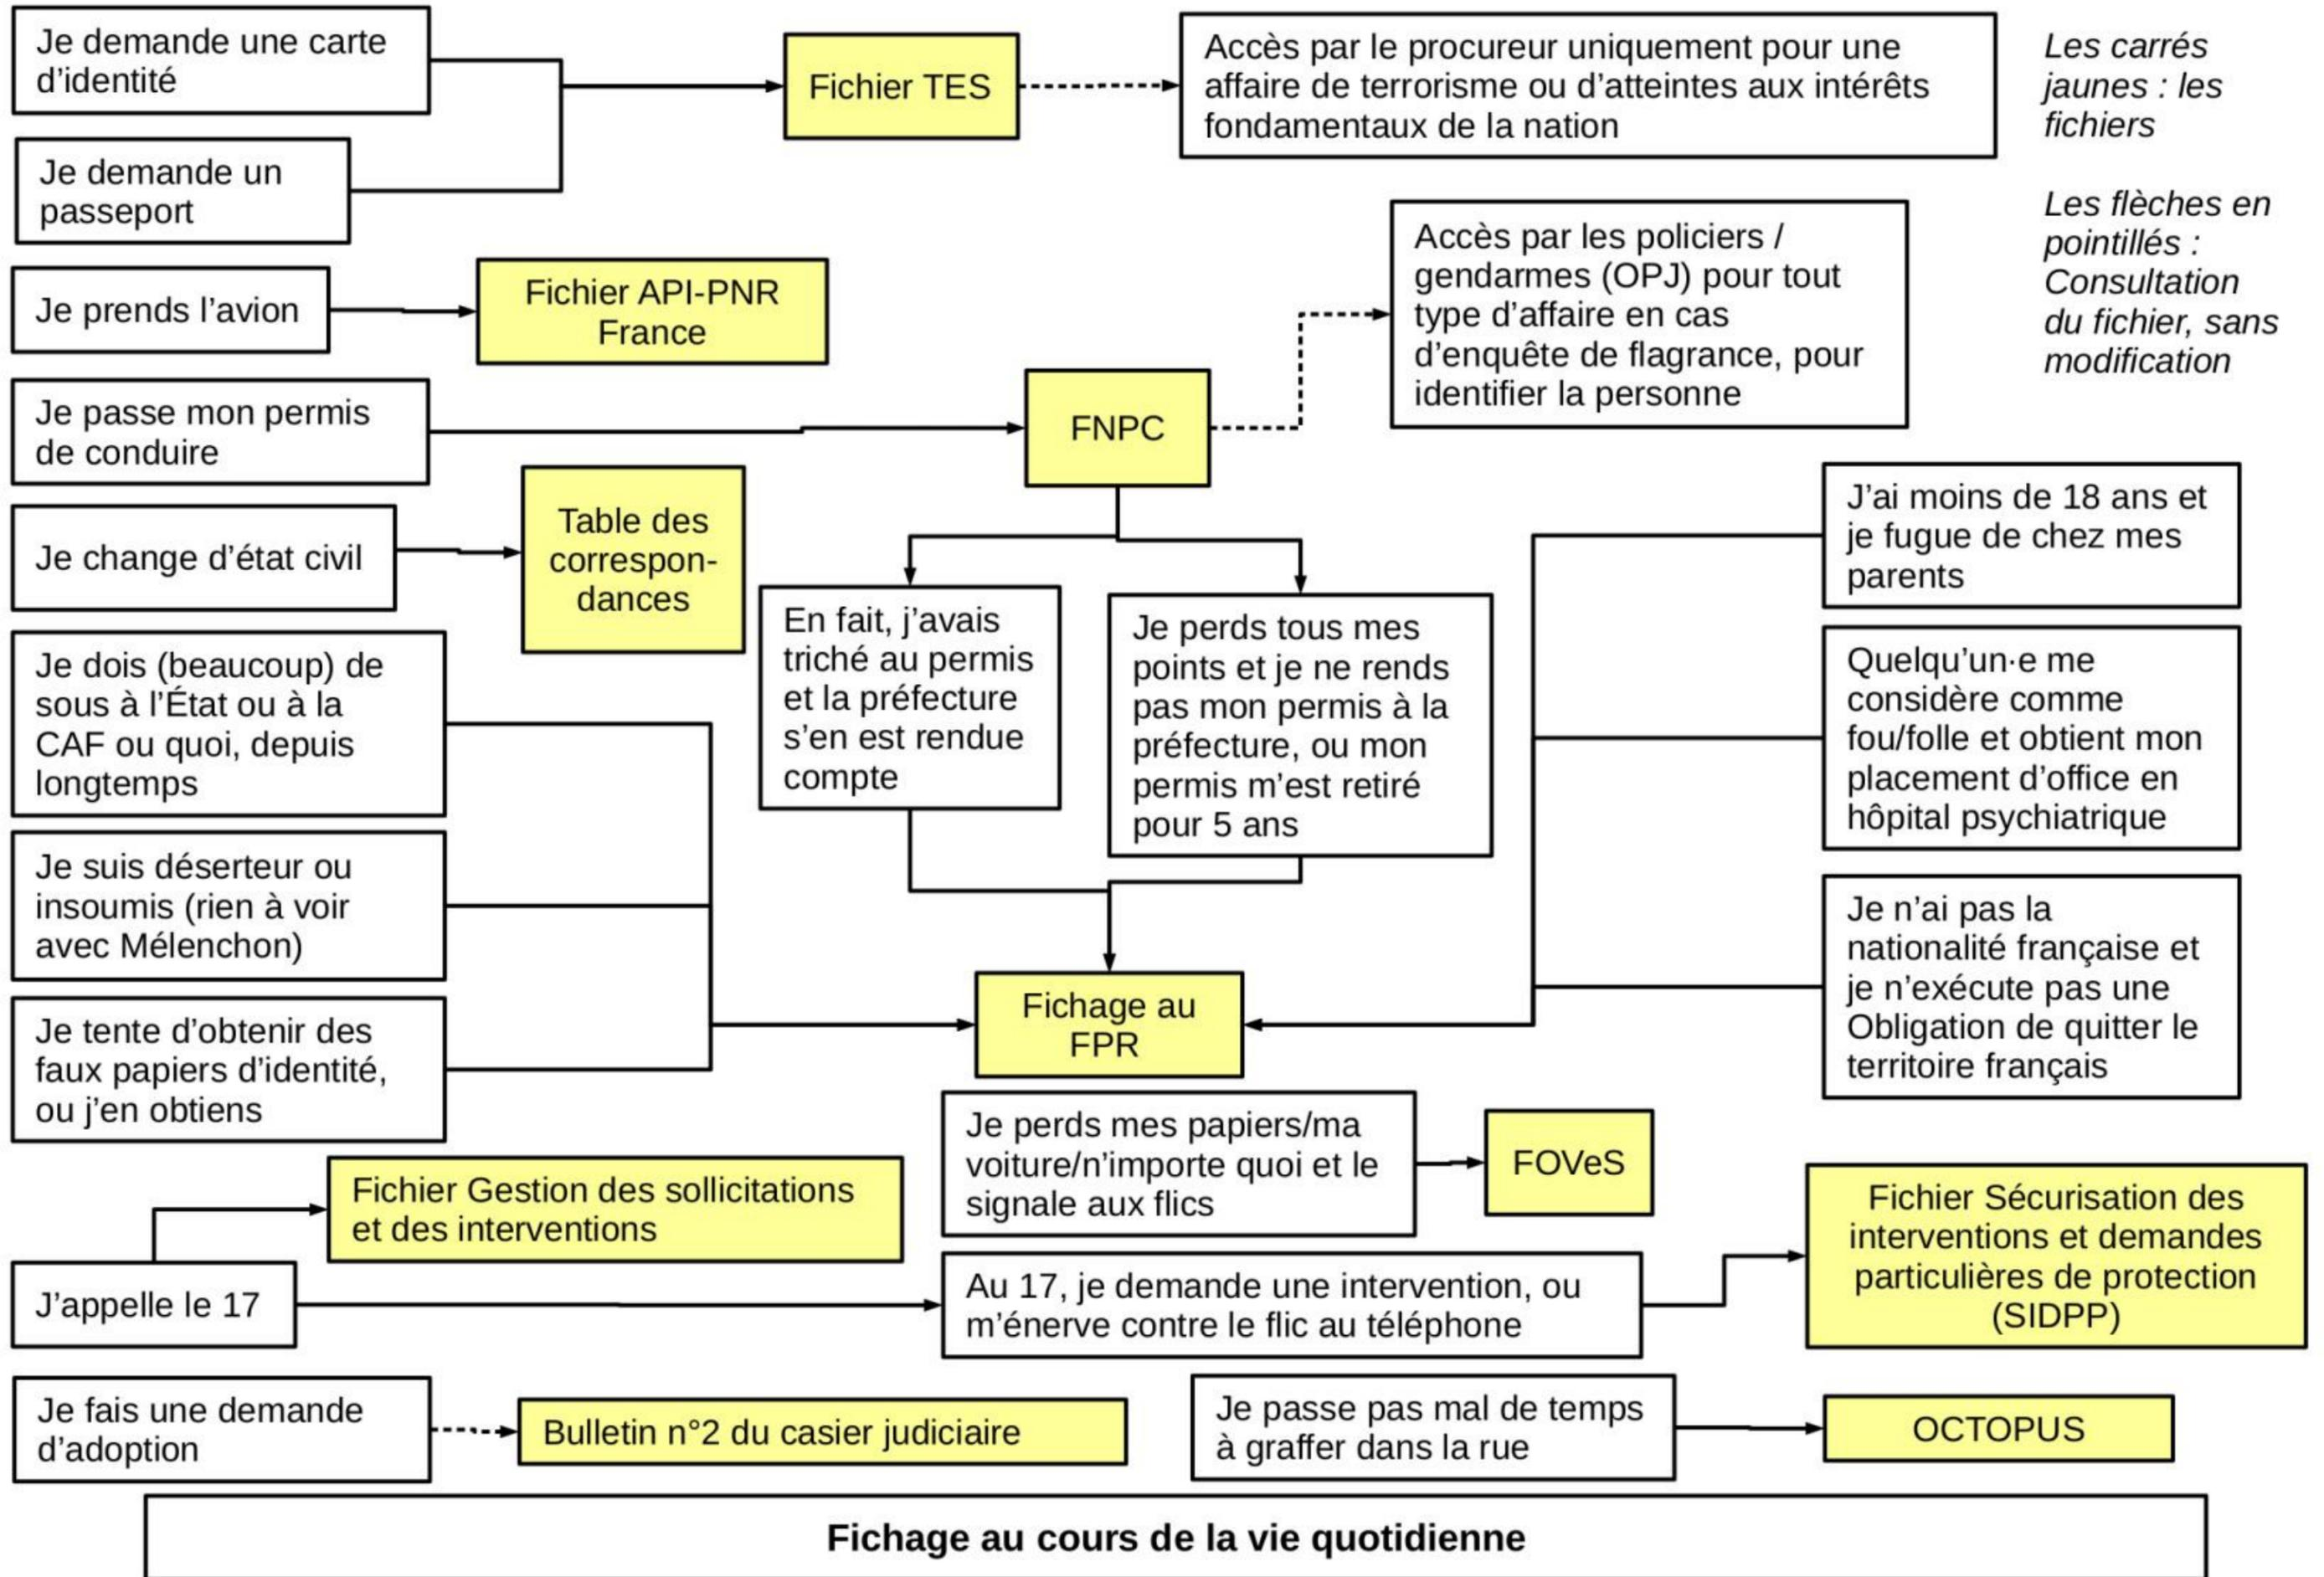 Je demande une carte
d’identité
Fichier TES
Accès par le procureur uniquement pour une
affaire de terrorisme ou d’atteintes aux intérêts
fondamentaux de la nation
Les carrés
jaunes : les
fichiers
Je demande un
passeport
Les flèches en
pointillés :
Consultation
du fichier, sans
modification
Accès par les policiers /
gendarmes (OPJ) pour tout
type d’affaire en cas
d’enquête de flagrance, pour
identifier la personne
Je prends l’avion
Fichier API-PNR
France
Je passe mon permis
de conduire
FNPC
Je change d’état civil
Table des
correspon-
dances
J’ai moins de 18 ans et
je fugue de chez mes
parents
En fait, j’avais
triché au permis
et la préfecture
s’en est rendue
compte
Je perds tous mes
points et je ne rends
pas mon permis à la
préfecture, ou mon
permis m’est retiré
pour 5 ans
Quelqu’un·e me
considère comme
fou/folle et obtient mon
placement d’office en
hôpital psychiatrique
Je dois (beaucoup) de
sous à l’État ou à la
CAF ou quoi, depuis
longtemps
Je suis déserteur ou
insoumis (rien à voir
avec Mélenchon)
Je n’ai pas la
nationalité française et
je n’exécute pas une
Obligation de quitter le
territoire français
Je tente d’obtenir des
faux papiers d’identité,
ou j’en obtiens
Fichage au
FPR
Je perds mes papiers/ma
voiture/n’importe quoi et le
signale aux flics
FOVeS
Fichier Gestion des sollicitations
et des interventions
Fichier Sécurisation des
interventions et demandes
particulières de protection
(SIDPP)
J’appelle le 17
Au 17, je demande une intervention, ou
m’énerve contre le flic au téléphone
Je fais une demande
d’adoption
Bulletin n°2 du casier judiciaire
Je passe pas mal de temps
à graffer dans la rue
OCTOPUS
Fichage au cours de la vie quotidienne